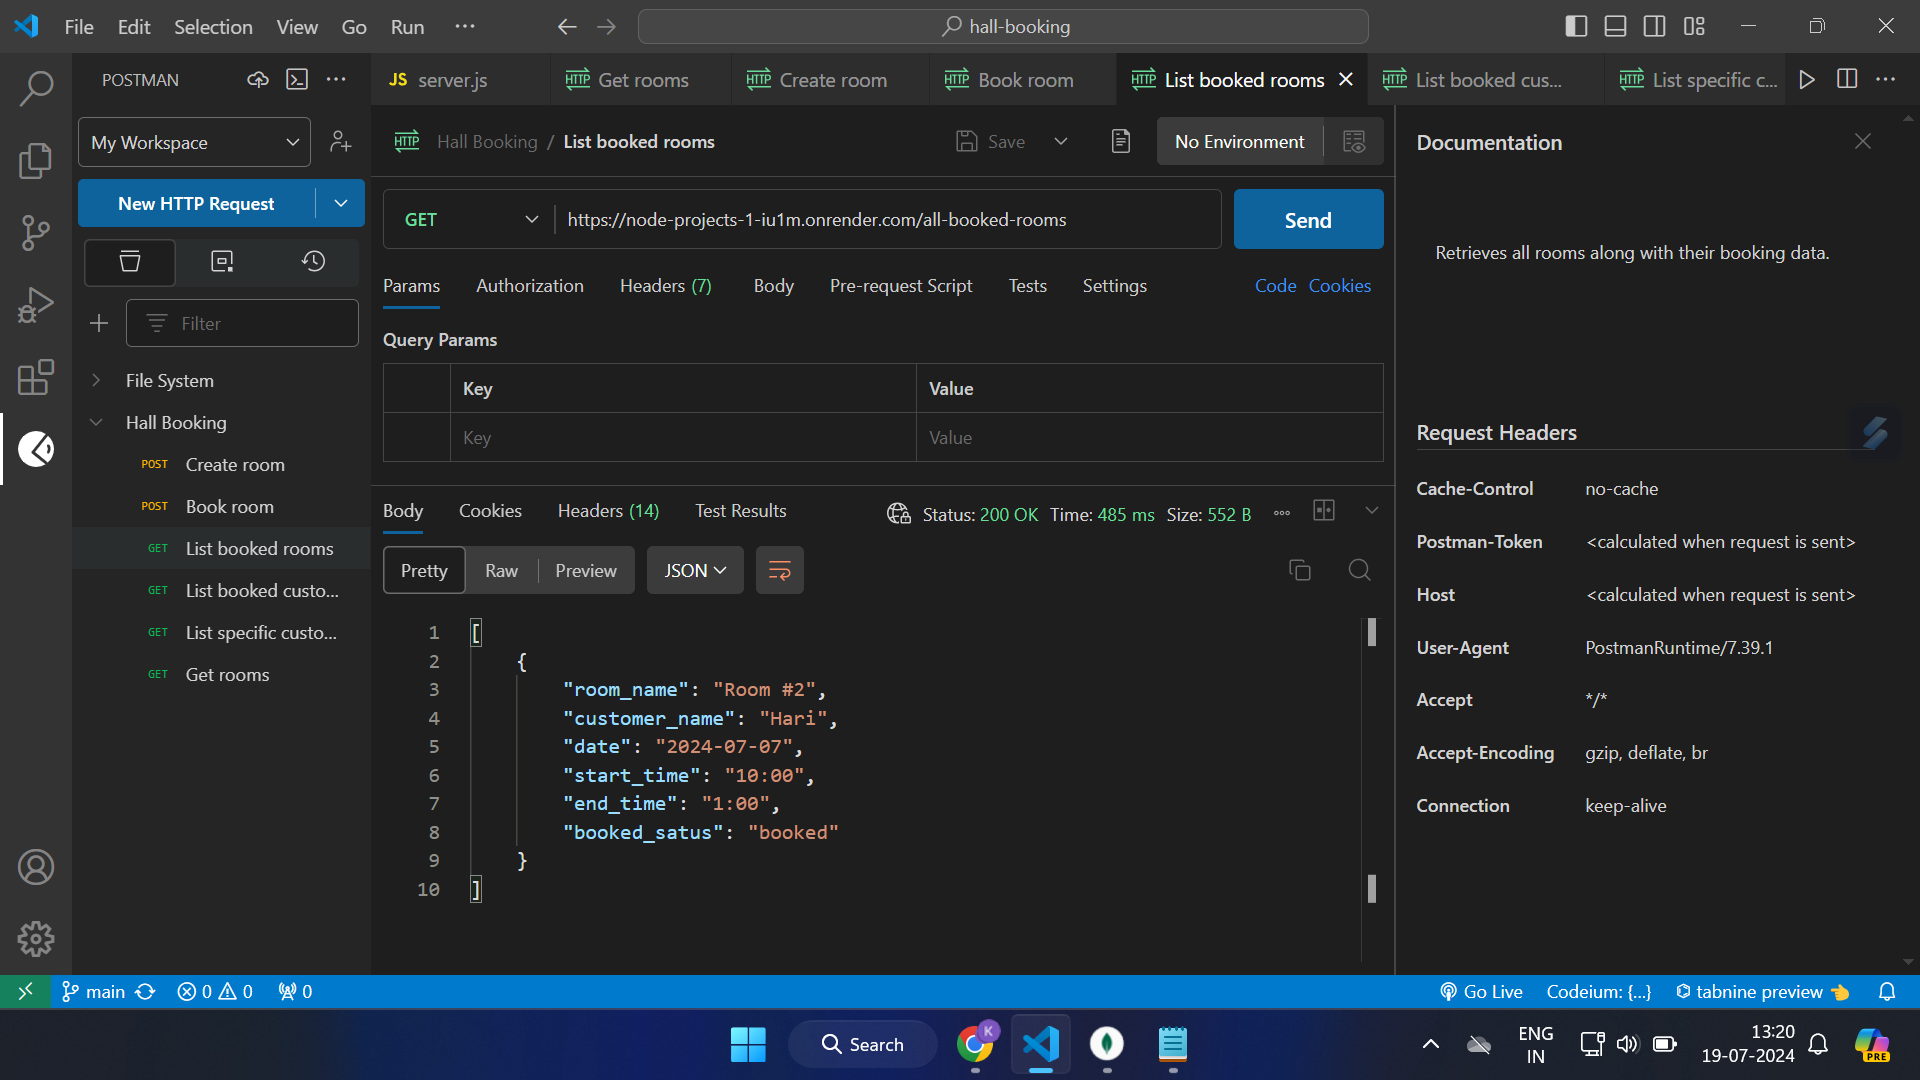 File Edit Selection View Go Run
hall-booking
POSTMAN
JS server.js
HTTP Get rooms
HTTP Create room
HTTP Book room
HTTP List booked rooms
HTTP List booked cus...
HTTP List specific c...
My Workspace
HTTP Hall Booking / List booked rooms
Save
No Environment
Documentation
New HTTP Request
GET
https://node-projects-1-iu1m.onrender.com/all-booked-rooms
Send
Retrieves all rooms along with their booking data.
Params Authorization Headers (7) Body Pre-request Script Tests Settings
Code Cookies
Filter
Query Params
Key Value
Key Value
File System
Hall Booking
POST Create room
POST Book room
GET List booked rooms
GET List booked custo...
GET List specific custo...
GET Get rooms
Request Headers
Cache-Control no-cache
Postman-Token <calculated when request is sent>
Host <calculated when request is sent>
User-Agent PostmanRuntime/7.39.1
Accept */*
Accept-Encoding gzip, deflate, br
Connection keep-alive
Body Cookies Headers (14) Test Results
Status: 200 OK Time: 485 ms Size: 552 B
Pretty Raw Preview
JSON
1 [
2 {
3 "room_name": "Room #2",
4 "customer_name": "Hari",
5 "date": "2024-07-07",
6 "start_time": "10:00",
7 "end_time": "1:00",
8 "booked_satus": "booked"
9 }
10 ]
main
0 0
0
Go Live
Codeium: {...}
tabnine preview
Search
K
ENG
IN
13:20
19-07-2024
PRE